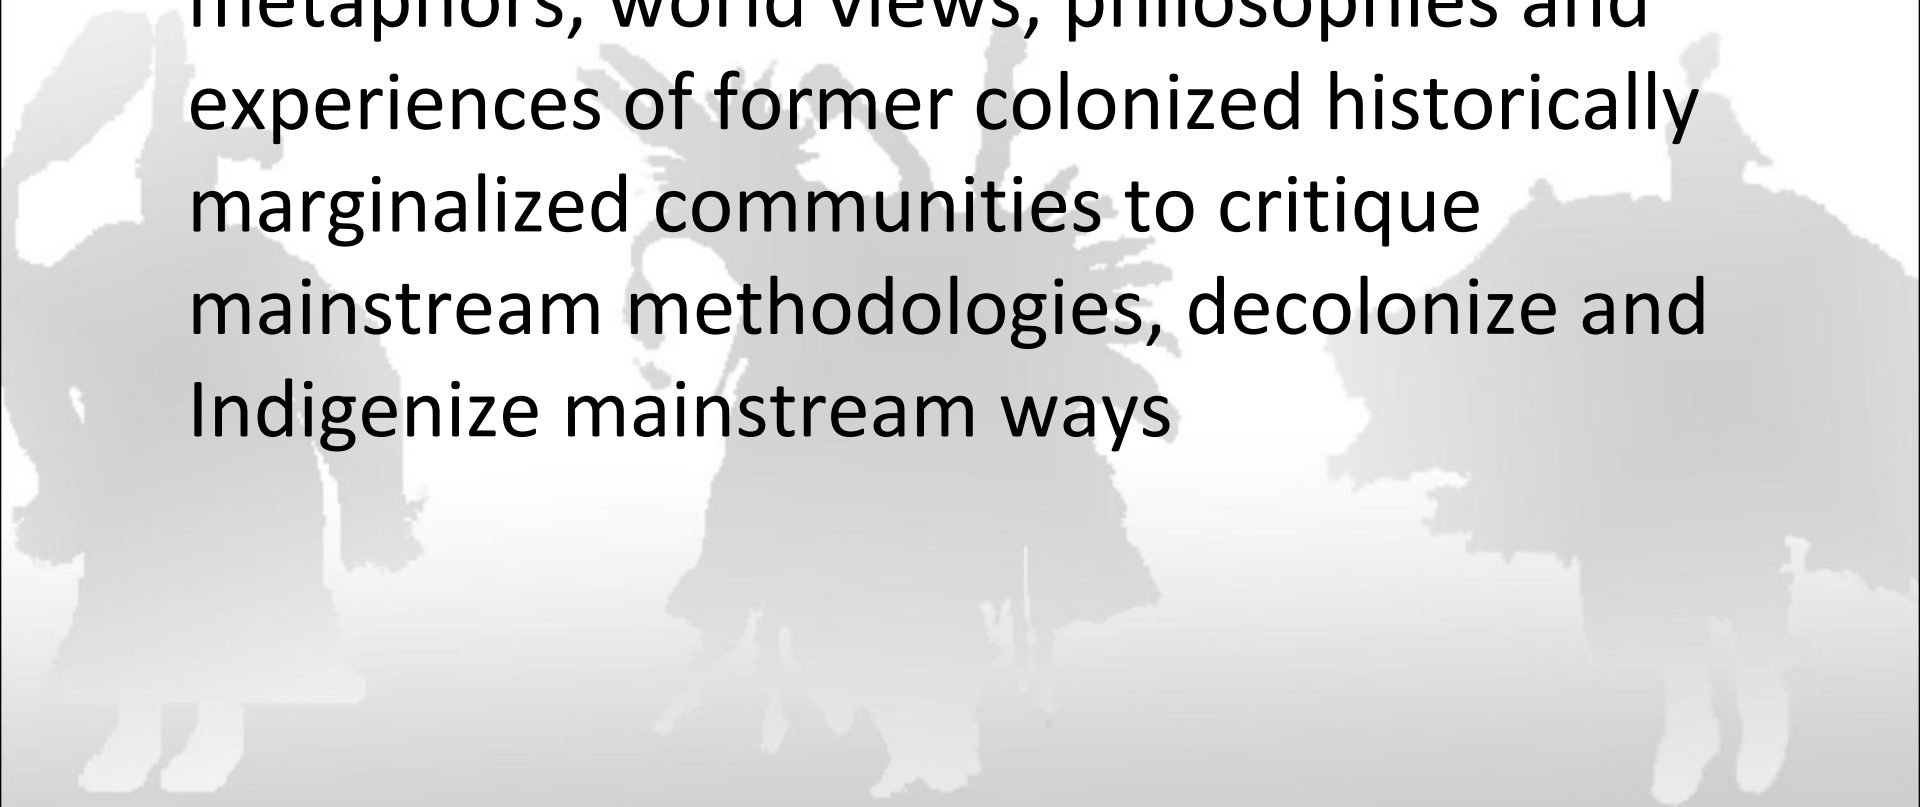 metaphors, world views, philosophies and
experiences of former colonized historically
marginalized communities to critique
mainstream methodologies, decolonize and
Indigenize mainstream ways